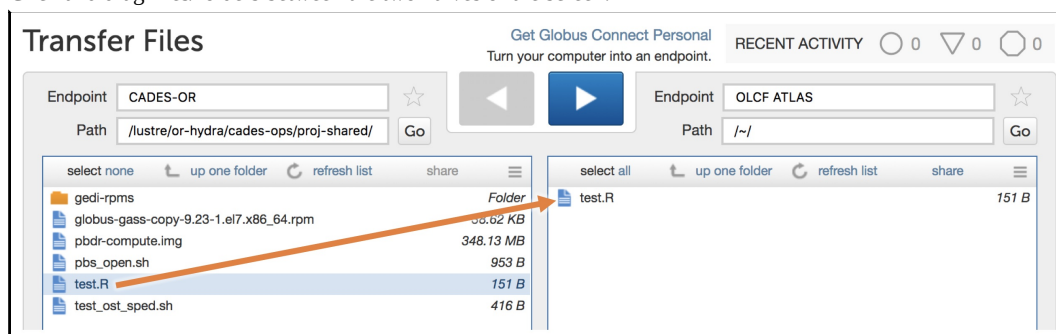 Transfer Files
Get Globus Connect Personal
Turn your computer into an endpoint.
RECENT ACTIVITY 0 0 0
Endpoint CADES-OR
Path /lustre/or-hydra/cades-ops/proj-shared/ Go
Endpoint OLCF ATLAS
Path /~/ Go
select none up one folder refresh list share
gedi-rpms Folder
globus-gass-copy-9.23-1.el7.x86_64.rpm KB
pbdr-compute.img 348.13 MB
pbs_open.sh 953 B
test.R 151 B
test_ost_sped.sh 416 B
select all up one folder refresh list share
test.R 151 B